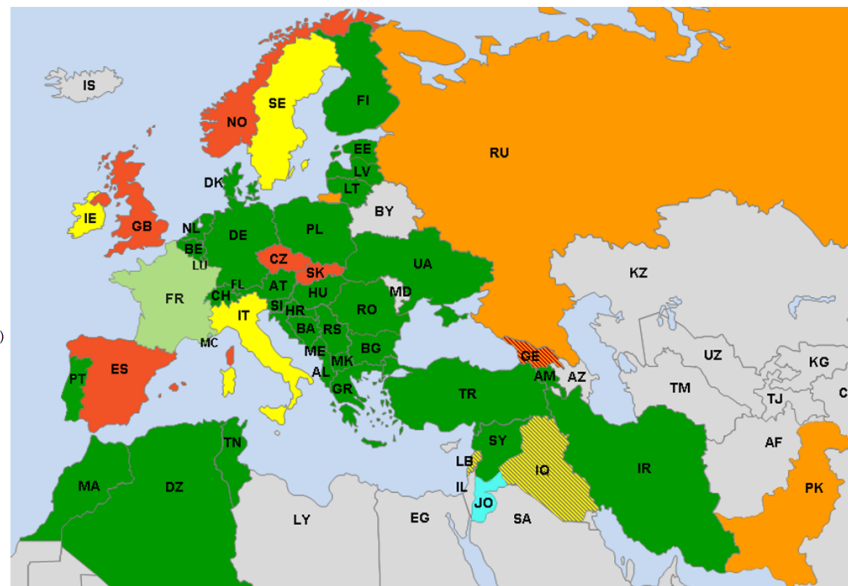 IS
SE
FI
NO
RU
EE
LV
DK
LT
IE
GB
BY
NL
DE
PL
BE
LU
CZ
SK
UA
KZ
FR
FL
CH
AT
HU
MD
SI
HR
RO
IT
BA
RS
MC
ME
MK
BG
GE
UZ
KG
PT
ES
AL
AM
AZ
TM
TJ
C
GR
TR
TN
SY
AF
LB
IQ
IR
MA
DZ
IL
JO
PK
LY
EG
SA
)